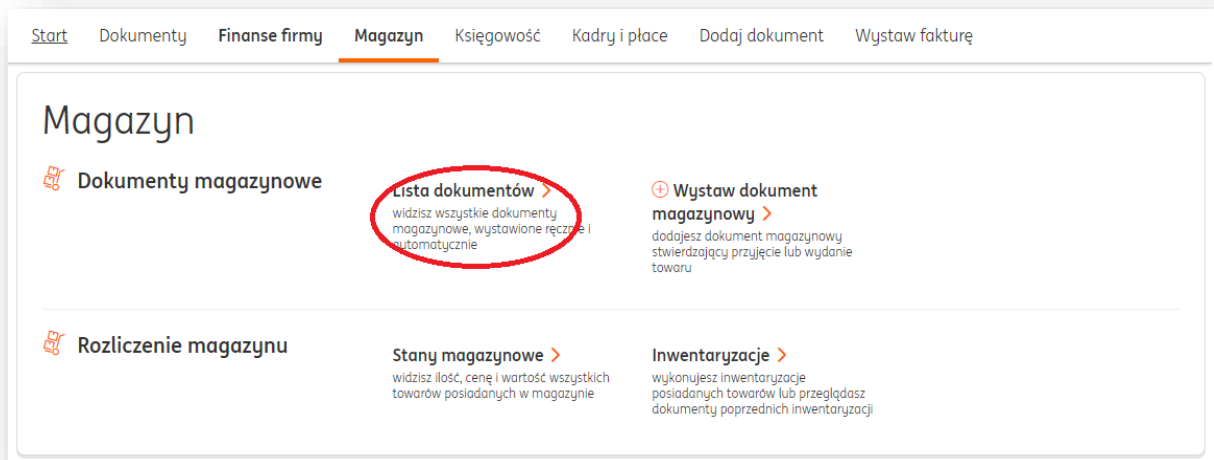 Start Dokumenty Finanse firmy Magazyn Księgowość Kadry i płace Dodaj dokument Wystaw fakturę
Magazyn
Dokumenty magazynowe
Lista dokumentów >
widzisz wszystkie dokumenty
magazynowe, wystawione ręcznie i
automatycznie
Wystaw dokument
magazynowy >
dodajesz dokument magazynowy
stwierdzający przyjęcie lub wydanie
towaru
Rozliczenie magazynu
Stany magazynowe >
widzisz ilość, cenę i wartość wszystkich
towarów posiadanych w magazynie
Inwentaryzacje >
wykonujesz inwentaryzacje
posiadanych towarów lub przeglądasz
dokumenty poprzednich inwentaryzacji